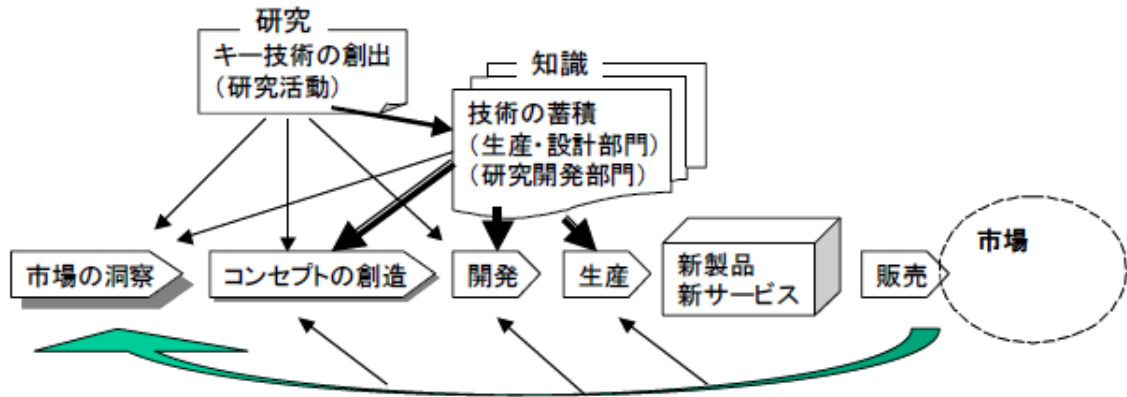 研究
キー技術の創出
（研究活動）
知識
技術の蓄積
（生産・設計部門）
（研究開発部門）
市場の洞察
コンセプトの創造
開発
生産
新製品
新サービス
販売
市場